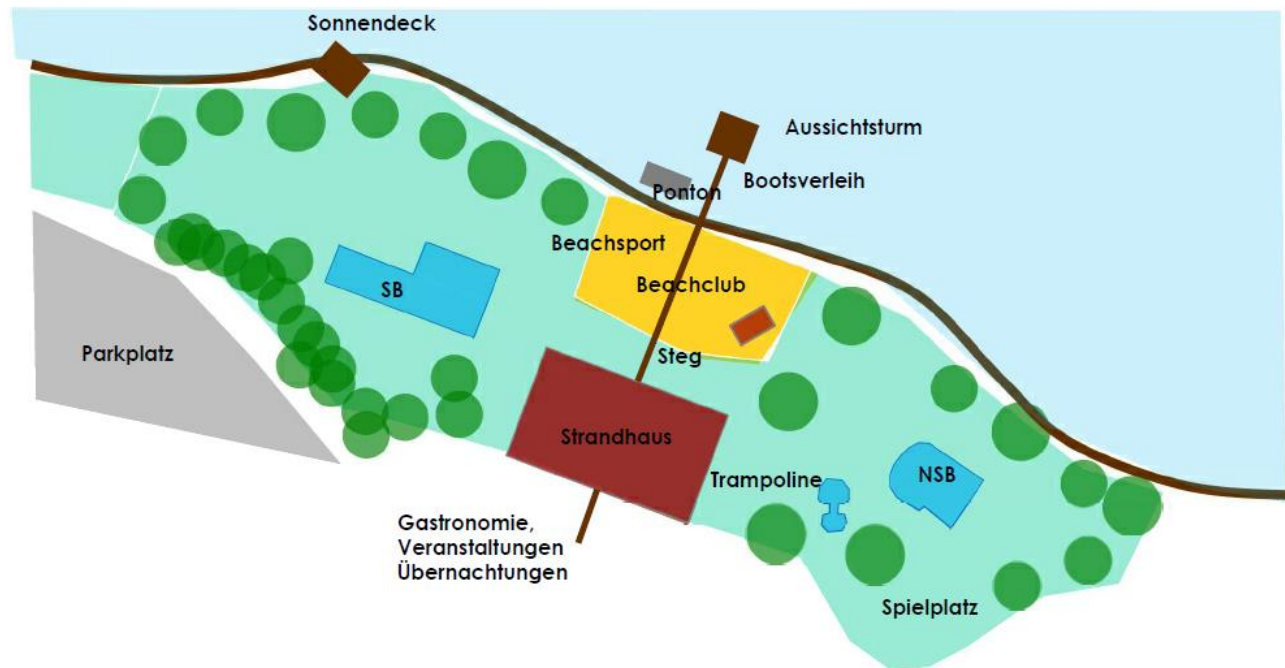 Sonnendeck
Aussichtsturm
Bootsverleih
Ponton
Beachsport
Beachclub
SB
Parkplatz
Steg
Strandhaus
Trampoline
NSB
Gastronomie,
Veranstaltungen
Übernachtungen
Spielplatz